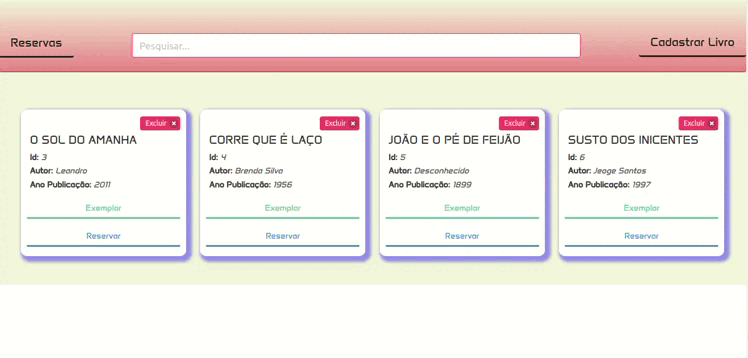 Reservas
Pesquisar...
Cadastrar Livro
Excluir ×
O SOL DO AMANHA
Id: 3
Autor: Leandro
Ano Publicação: 2011
Exemplar
Reservar
Excluir ×
CORRE QUE É LAÇO
Id: 4
Autor: Brenda Silva
Ano Publicação: 1956
Exemplar
Reservar
Excluir ×
JOÃO E O PÉ DE FEIJÃO
Id: 5
Autor: Desconhecido
Ano Publicação: 1899
Exemplar
Reservar
Excluir ×
SUSTO DOS INICENTES
Id: 6
Autor: Jeoge Santos
Ano Publicação: 1997
Exemplar
Reservar